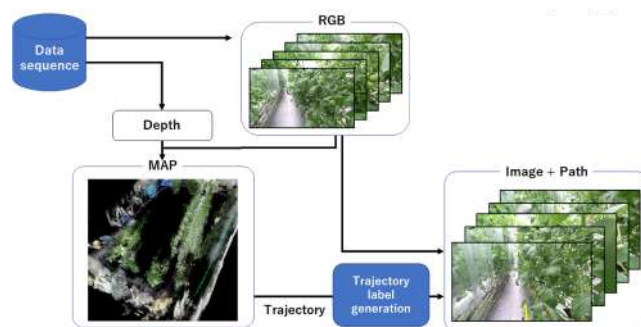 Data
sequence
RGB
Depth
MAP
Image + Path
Trajectory
Trajectory
label
generation